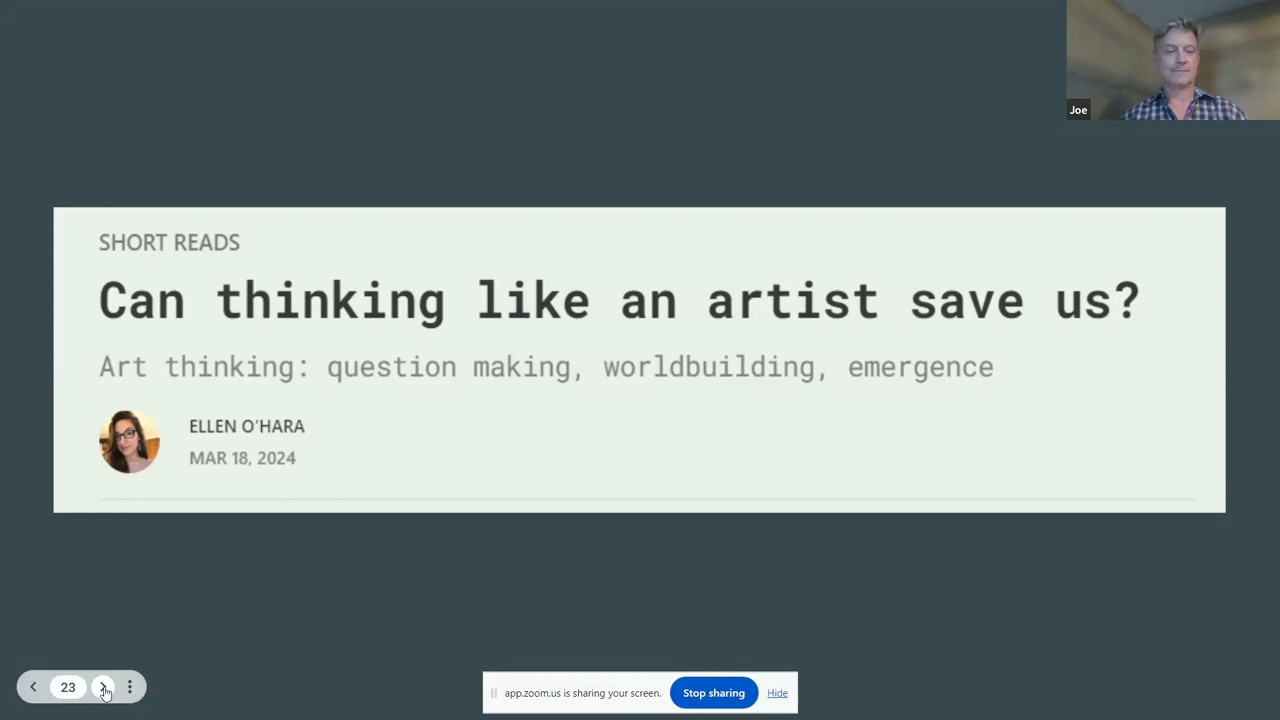 Joe
SHORT READS
Can thinking like an artist save us?
Art thinking: question making, worldbuilding, emergence
ELLEN O'HARA
MAR 18, 2024
23
app.zoom.us is sharing your screen.
Stop sharing
Hide